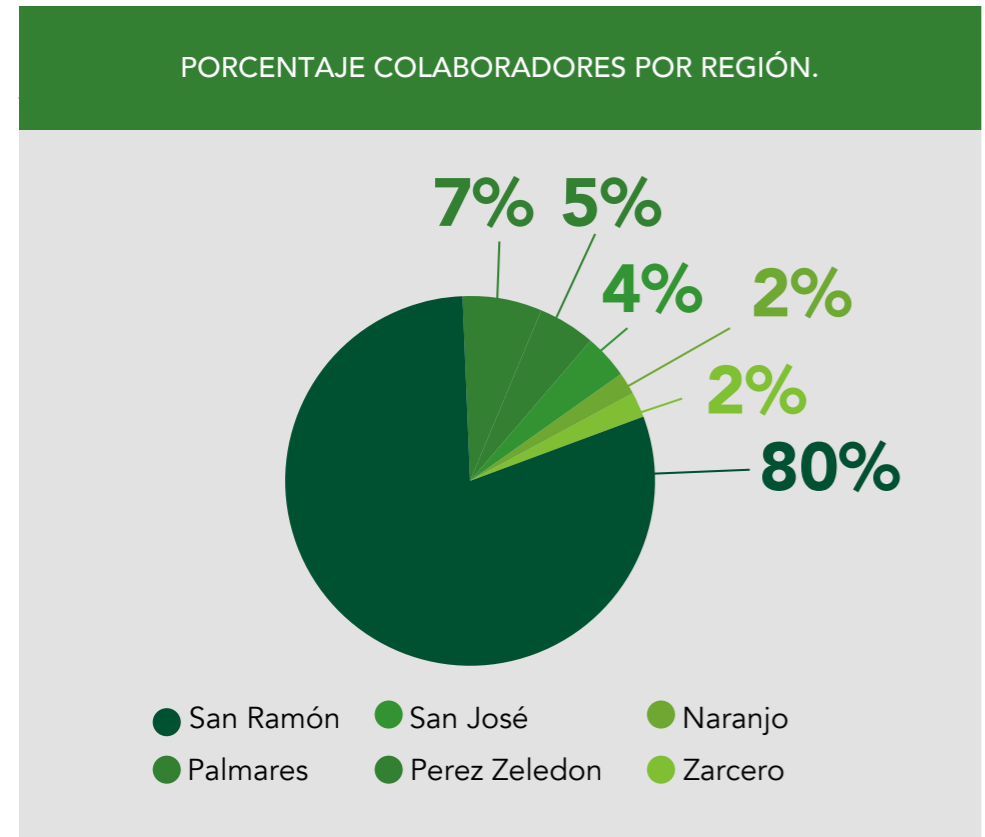 PORCENTAJE COLABORADORES POR REGIÓN.
7% 5%
4% 2%
2%
80%
San Ramón San José Naranjo
Palmares Perez Zeledon Zarcero